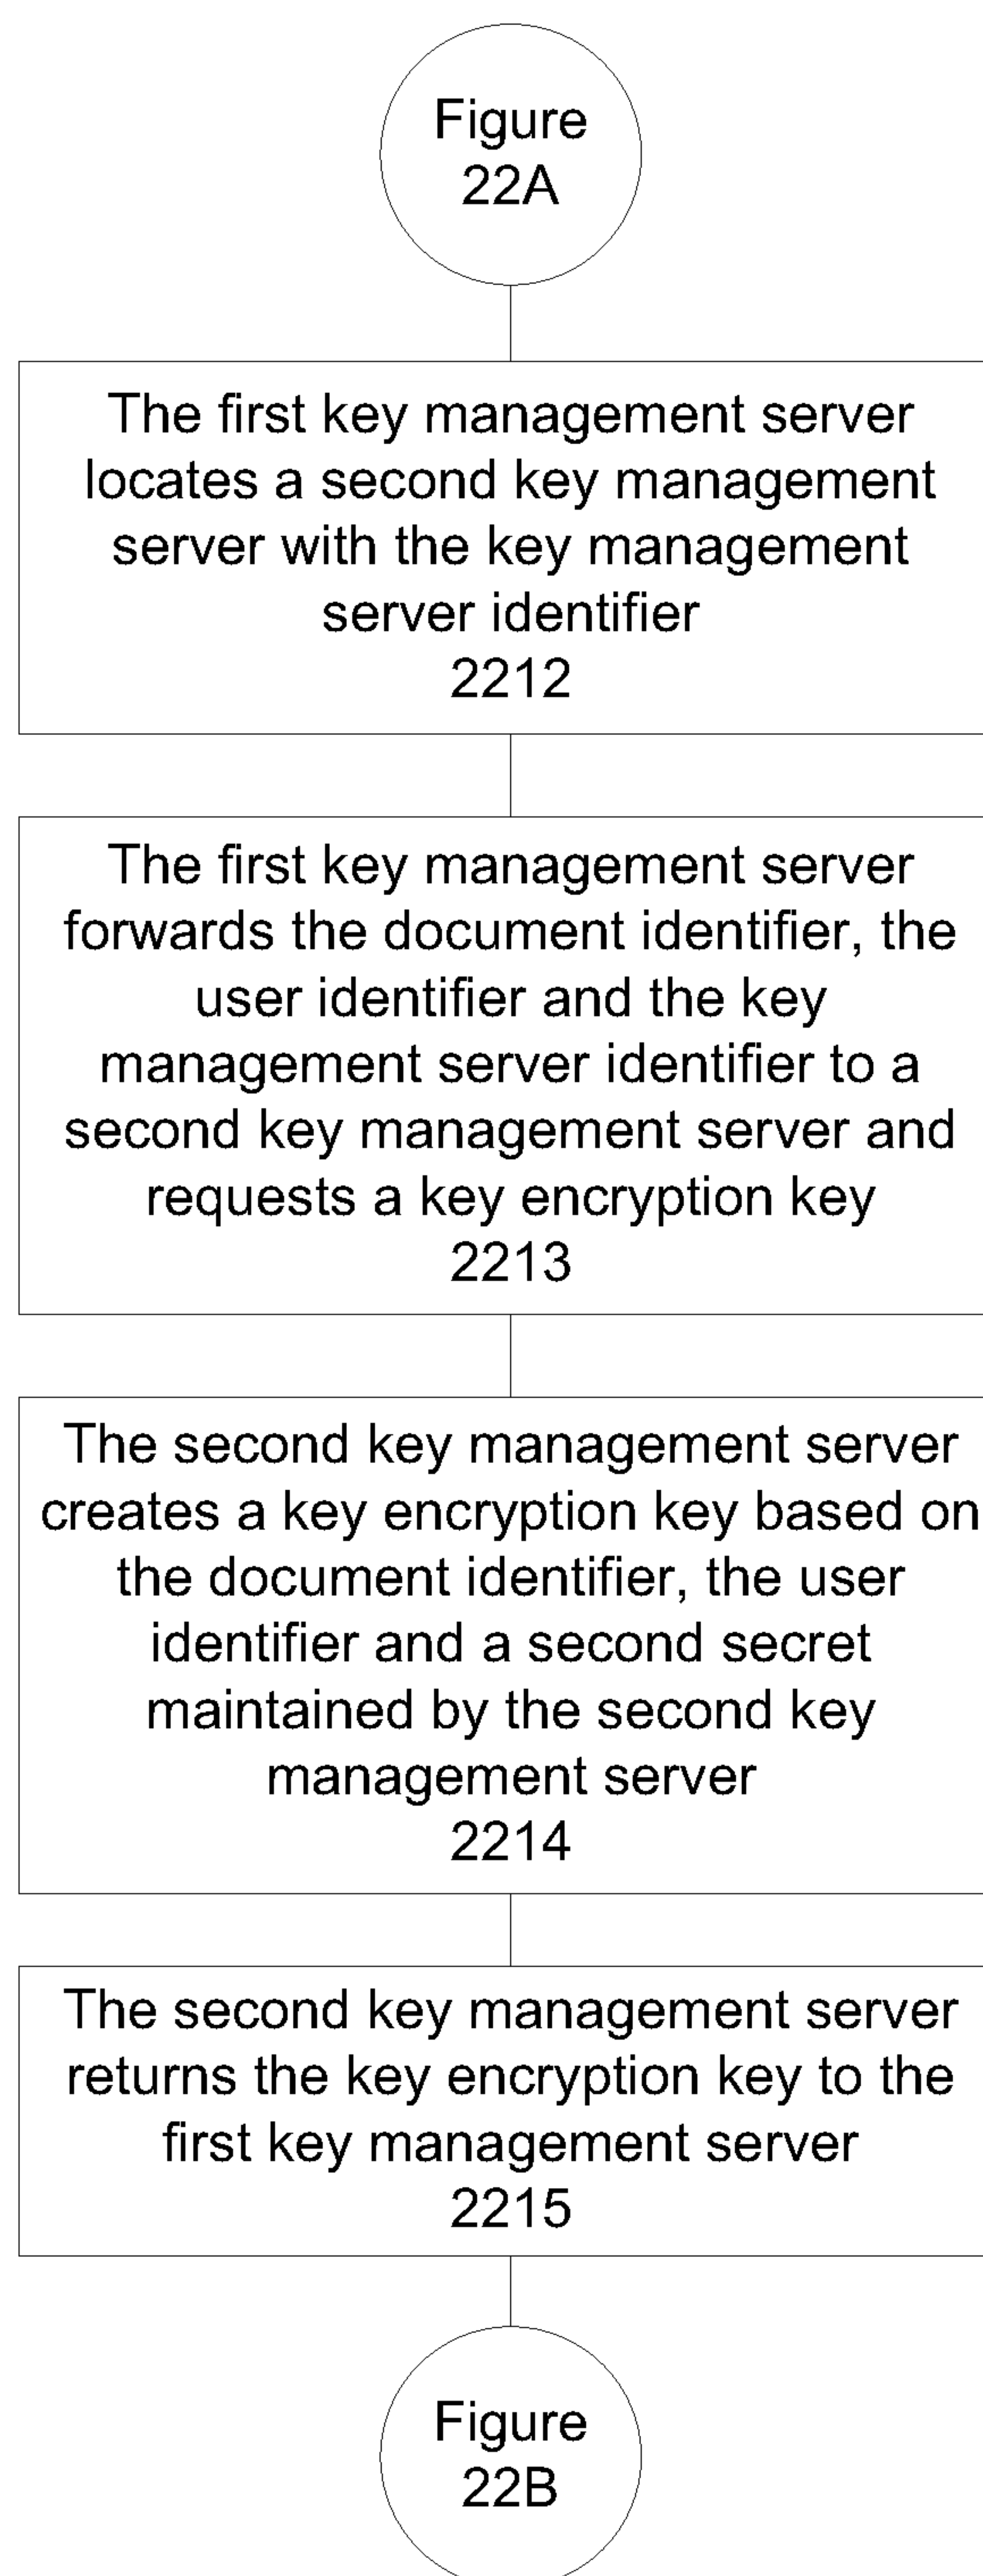 Figure
22A
The first key management server
locates a second key management
server with the key management
server identifier
2212
The first key management server
forwards the document identifier, the
user identifier and the key
management server identifier to a
second key management server and
requests a key encryption key
2213
The second key management server
creates a key encryption key based on
the document identifier, the user
identifier and a second secret
maintained by the second key
management server
2214
The second key management server
returns the key encryption key to the
first key management server
2215
Figure
22B